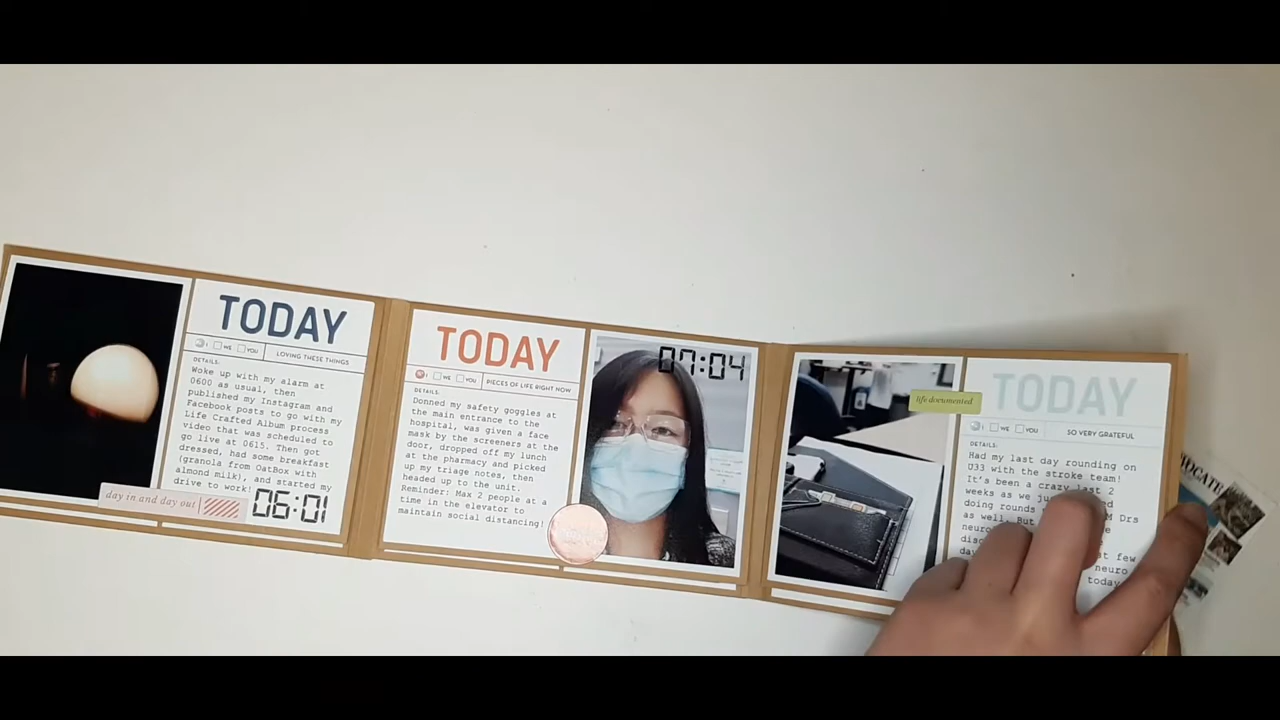 TODAY
I WE YOU
LOVING THESE THINGS
DETAILS:
Woke up with my alarm at
0600 as usual, then
published my Instagram and
Facebook posts to go with my
Life Crafted Album process
video that was scheduled to
go live at 0615. Then got
dressed, had some breakfast
(granola from OatBox with
almond milk), and started my
drive to work!
day in and day out
06:01
TODAY
I WE YOU
PIECES OF LIFE RIGHT NOW
DETAILS:
Donned my safety goggles at
the main entrance to the
hospital, was given a face
mask by the screeners at the
door, dropped off my lunch
at the pharmacy and picked
up my triage notes, then
headed up to the unit.
Reminder: Max 2 people at a
time in the elevator to
maintain social distancing!
07:04
life documented
TODAY
I WE YOU
SO VERY GRATEFUL
DETAILS:
Had my last day rounding on
U33 with the stroke team!
It's been a crazy last 2
weeks as we
doing rounds Drs
as well. But
neuro
st few
neuro
today